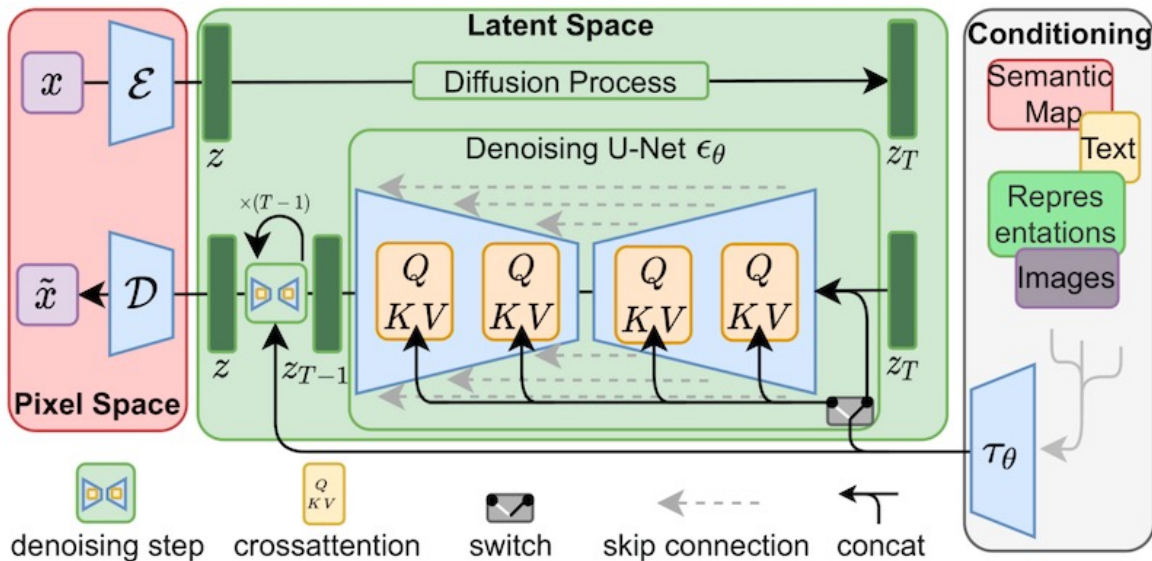 Latent Space
Conditioning
x
ℰ
Diffusion Process
Semantic
Map
z
z_T
Text
Denoising U-Net ϵ_θ
Repres
entations
×(T−1)
Images
x̃
𝒟
Q
KV
Q
KV
Q
KV
Q
KV
z
z_{T−1}
z_T
Pixel Space
τ_θ
Q
KV
denoising step
crossattention
switch
skip connection
concat